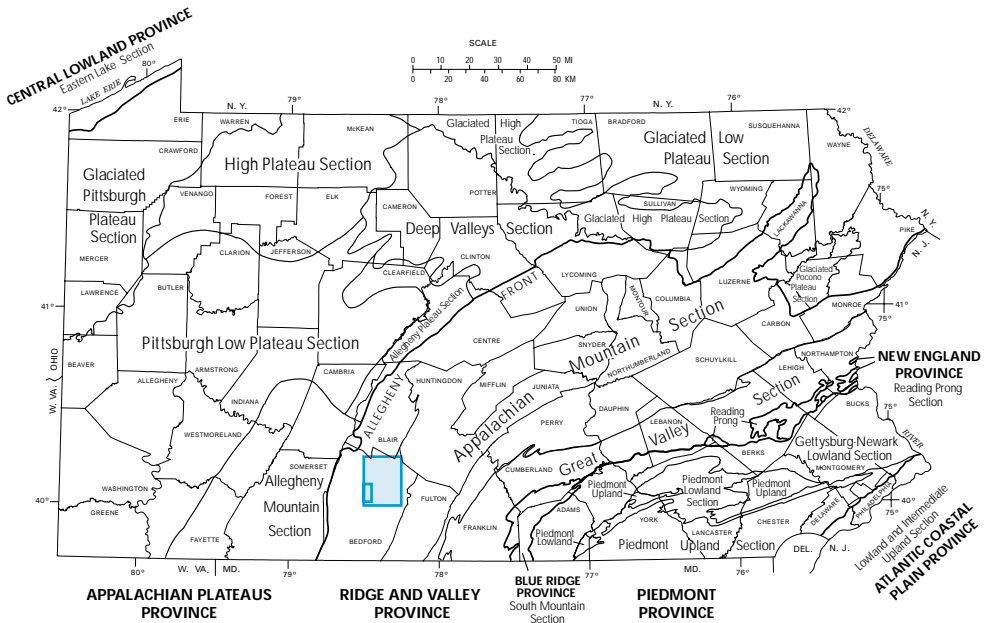 CENTRAL LOWLAND PROVINCE
Eastern Lake Section
80°
LAKE ERIE
42°
SCALE
0 10 20 30 40 50 MI
0 20 40 60 80 KM
N. Y.
79°
78°
77°
N. Y.
76°
42°
ERIE
WARREN
McKEAN
Glaciated High
Plateau
Section
TIOGA
BRADFORD
Glaciated Low
Plateau Section
SUSQUEHANNA
WAYNE
DELAWARE
CRAWFORD
High Plateau Section
Glaciated
Pittsburgh
Plateau
Section
VENANGO
FOREST
ELK
CAMERON
POTTER
Deep Valleys Section
SULLIVAN
Glaciated High Plateau Section
WYOMING
LACKAWANNA
75°
N. Y.
N. J.
PIKE
MERCER
CLARION
JEFFERSON
CLEARFIELD
CLINTON
LYCOMING
LUZERNE
Glaciated
Pocono
Plateau
Section
LAWRENCE
BUTLER
41°
Allegheny Plateau Section
ALLEGHENY FRONT
UNION
MONTOUR
COLUMBIA
MONROE
41°
75°
CARBON
Pittsburgh Low Plateau Section
CENTRE
SNYDER
NORTHUMBERLAND
Appalachian Mountain Section
SCHUYLKILL
NORTHAMPTON
NEW ENGLAND
PROVINCE
Reading Prong
Section
W. VA. OHIO
BEAVER
ALLEGHENY
ARMSTRONG
CAMBRIA
HUNTINGDON
MIFFLIN
JUNIATA
LEHIGH
INDIANA
DAUPHIN
LEBANON
Reading
Prong
BUCKS
75°
WESTMORELAND
BLAIR
PERRY
Great Valley Section
BERKS
Gettysburg-Newark
Lowland Section
MONTGOMERY
RIVER
SOMERSET
Allegheny
Mountain
Section
CUMBERLAND
Piedmont
Upland
Piedmont
Lowland
Section
Piedmont
Upland
WASHINGTON
40°
GREENE
FULTON
ADAMS
YORK
LANCASTER
CHESTER
DELAWARE
PHILADELPHIA
40°
75°
FAYETTE
BEDFORD
FRANKLIN
Piedmont
Lowland
Piedmont Upland Section
DEL.
N. J.
Lowland and Intermediate
Upland Section
ATLANTIC COASTAL
PLAIN PROVINCE
80°
W. VA.
MD.
79°
78°
77°
MD.
76°
APPALACHIAN PLATEAUS
PROVINCE
RIDGE AND VALLEY
PROVINCE
BLUE RIDGE
PROVINCE
South Mountain
Section
PIEDMONT
PROVINCE